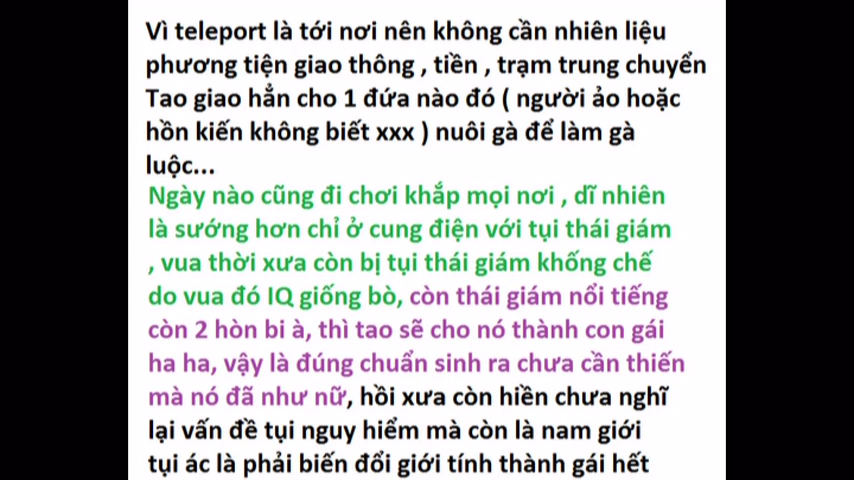 Vì teleport là tới nơi nên không cần nhiên liệu
phương tiện giao thông , tiền , trạm trung chuyển
Tao giao hẳn cho 1 đứa nào đó ( người ảo hoặc
hồn kiến không biết xxx ) nuôi gà để làm gà
luộc...
Ngày nào cũng đi chơi khắp mọi nơi , dĩ nhiên
là sướng hơn chỉ ở cung điện với tụi thái giám
, vua thời xưa còn bị tụi thái giám khống chế
do vua đó IQ giống bò, còn thái giám nổi tiếng
còn 2 hòn bi à, thì tao sẽ cho nó thành con gái
ha ha, vậy là đúng chuẩn sinh ra chưa cần thiến
mà nó đã như nữ, hồi xưa còn hiền chưa nghĩ
lại vấn đề tụi nguy hiểm mà còn là nam giới
tụi ác là phải biến đổi giới tính thành gái hết